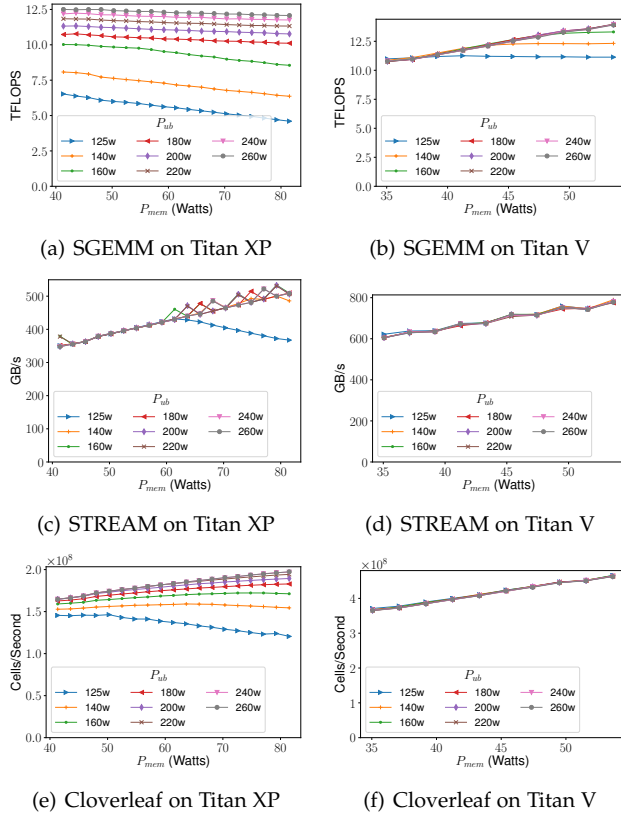 12.5
10.0
7.5
5.0
2.5
0.0
TFLOPS
P_ub
125w 180w 240w
140w 200w 260w
160w 220w
40 50 60 70 80
P_mem (Watts)
(a) SGEMM on Titan XP
12.5
10.0
7.5
5.0
2.5
0.0
TFLOPS
P_ub
125w 180w 240w
140w 200w 260w
160w 220w
35 40 45 50
P_mem (Watts)
(b) SGEMM on Titan V
500
400
300
200
100
0
GB/s
P_ub
125w 180w 240w
140w 200w 260w
160w 220w
40 50 60 70 80
P_mem (Watts)
(c) STREAM on Titan XP
800
600
400
200
0
GB/s
P_ub
125w 180w 240w
140w 200w 260w
160w 220w
35 40 45 50
P_mem (Watts)
(d) STREAM on Titan V
×10^8
2.0
1.5
1.0
0.5
0.0
Cells/Second
P_ub
125w 180w 240w
140w 200w 260w
160w 220w
40 50 60 70 80
P_mem (Watts)
(e) Cloverleaf on Titan XP
×10^8
4
2
0
Cells/Second
P_ub
125w 180w 240w
140w 200w 260w
160w 220w
35 40 45 50
P_mem (Watts)
(f) Cloverleaf on Titan V